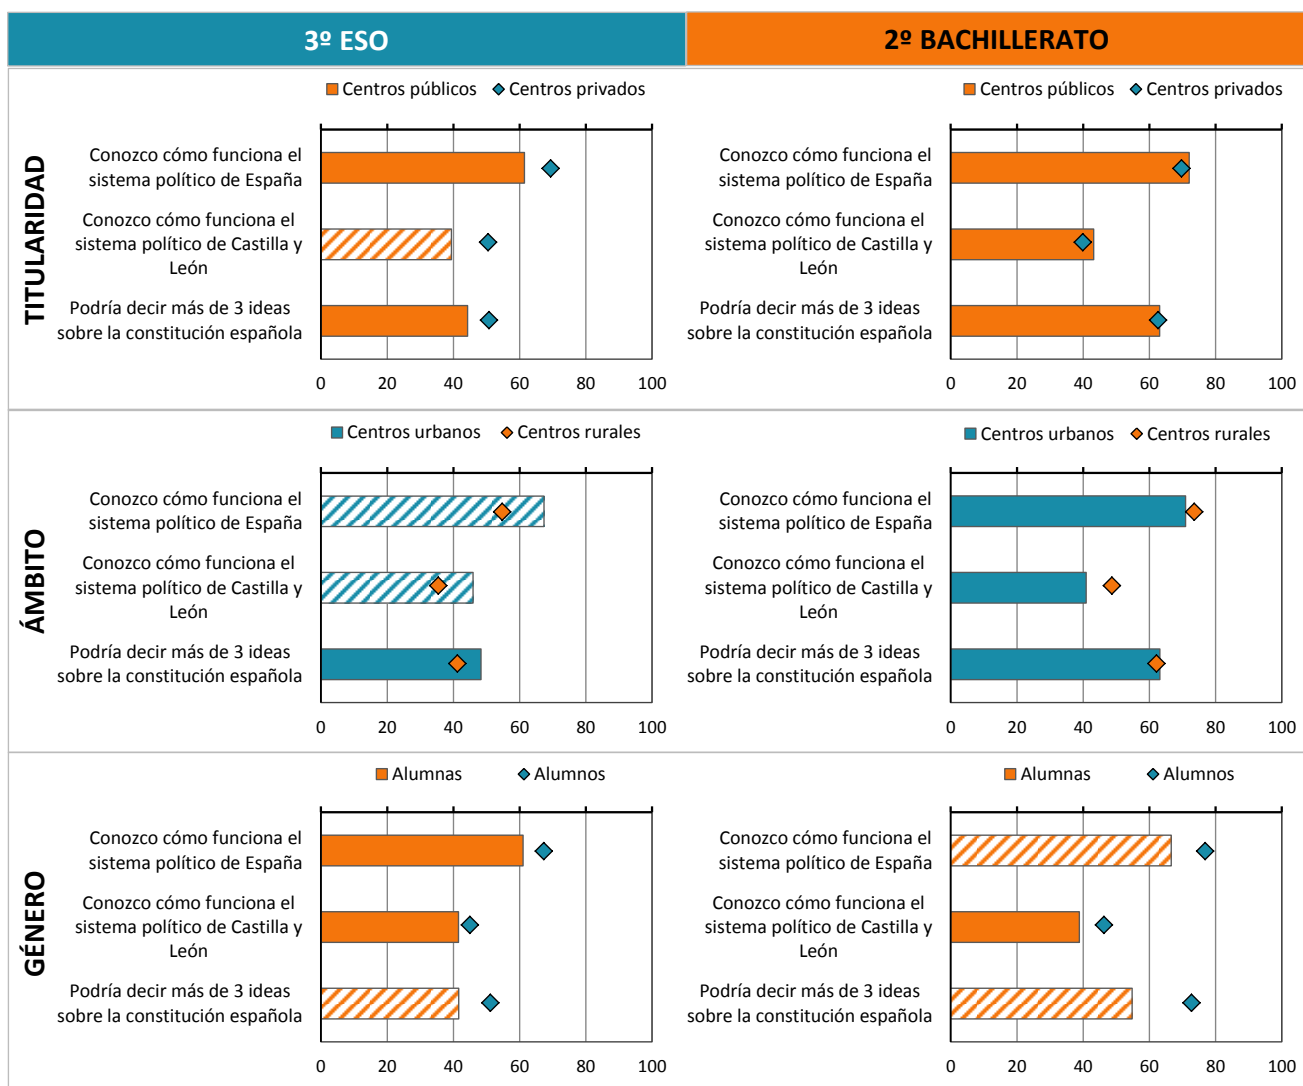 3º ESO
2º BACHILLERATO
TITULARIDAD
Centros públicos
Centros privados
Conozco cómo funciona el
sistema político de España
Conozco cómo funciona el
sistema político de Castilla y
León
Podría decir más de 3 ideas
sobre la constitución española
0 20 40 60 80 100
Centros públicos
Centros privados
Conozco cómo funciona el
sistema político de España
Conozco cómo funciona el
sistema político de Castilla y
León
Podría decir más de 3 ideas
sobre la constitución española
0 20 40 60 80 100
ÁMBITO
Centros urbanos
Centros rurales
Conozco cómo funciona el
sistema político de España
Conozco cómo funciona el
sistema político de Castilla y
León
Podría decir más de 3 ideas
sobre la constitución española
0 20 40 60 80 100
Centros urbanos
Centros rurales
Conozco cómo funciona el
sistema político de España
Conozco cómo funciona el
sistema político de Castilla y
León
Podría decir más de 3 ideas
sobre la constitución española
0 20 40 60 80 100
GÉNERO
Alumnas
Alumnos
Conozco cómo funciona el
sistema político de España
Conozco cómo funciona el
sistema político de Castilla y
León
Podría decir más de 3 ideas
sobre la constitución española
0 20 40 60 80 100
Alumnas
Alumnos
Conozco cómo funciona el
sistema político de España
Conozco cómo funciona el
sistema político de Castilla y
León
Podría decir más de 3 ideas
sobre la constitución española
0 20 40 60 80 100